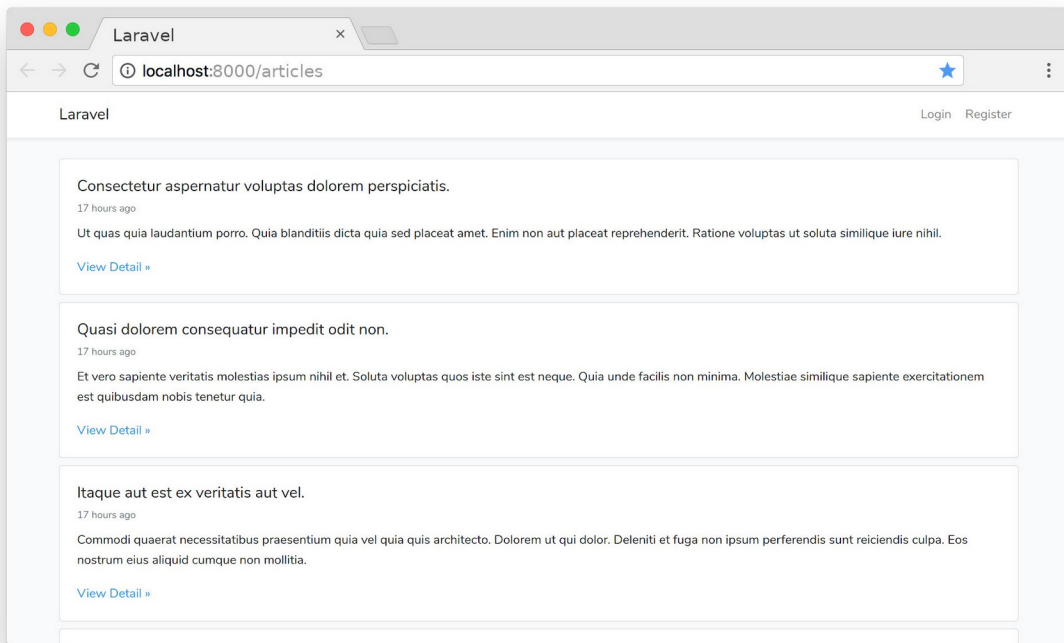 Laravel
localhost:8000/articles
Laravel
Login Register
Consectetur aspernatur voluptas dolorem perspiciatis.
17 hours ago
Ut quas quia laudantium porro. Quia blanditiis dicta quia sed placeat amet. Enim non aut placeat reprehenderit. Ratione voluptas ut soluta similique iure nihil.
View Detail »
Quasi dolorem consequatur impedit odit non.
17 hours ago
Et vero sapiente veritatis molestias ipsum nihil et. Soluta voluptas quos iste sint est neque. Quia unde facilis non minima. Molestiae similique sapiente exercitationem
est quibusdam nobis tenetur quia.
View Detail »
Itaque aut est ex veritatis aut vel.
17 hours ago
Commodi quaerat necessitatibus praesentium quia vel quia quis architecto. Dolorem ut qui dolor. Deleniti et fuga non ipsum perferendis sunt reiciendis culpa. Eos
nostrum eius aliquid cumque non mollitia.
View Detail »